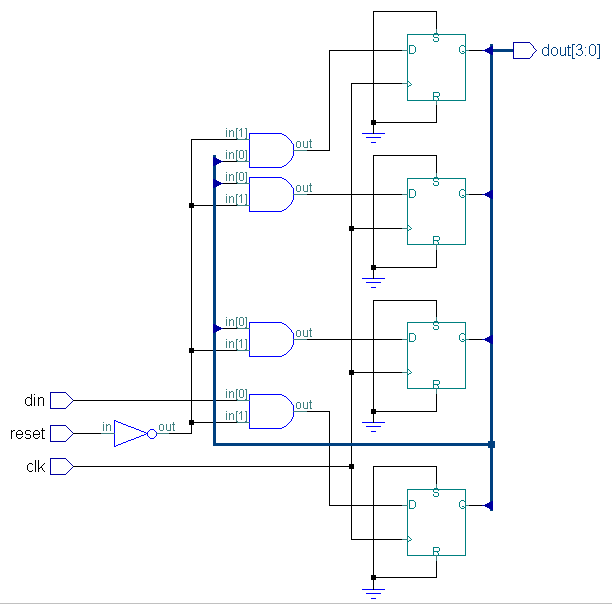 S
D Q dout[3:0]
R
in[1]
out
in[0]
in[0]
out
in[1]
S
D Q
R
in[0]
out
in[1]
S
D Q
R
din
in[0]
out
in[1]
reset in out
clk
S
D Q
R